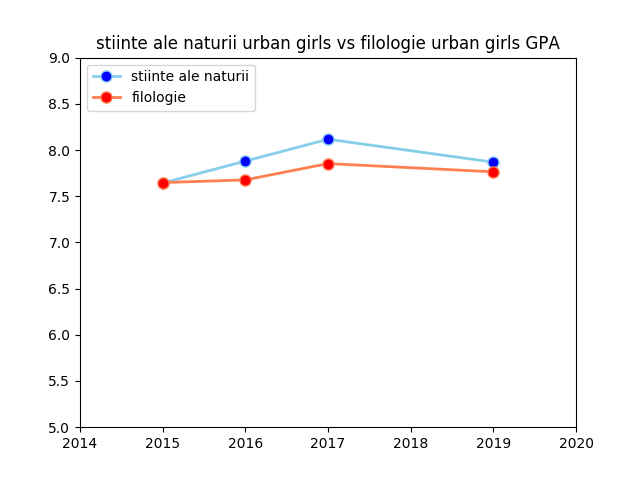 stiinte ale naturii urban girls vs filologie urban girls GPA
stiinte ale naturii
filologie
9.0
8.5
8.0
7.5
7.0
6.5
6.0
5.5
5.0
2014 2015 2016 2017 2018 2019 2020